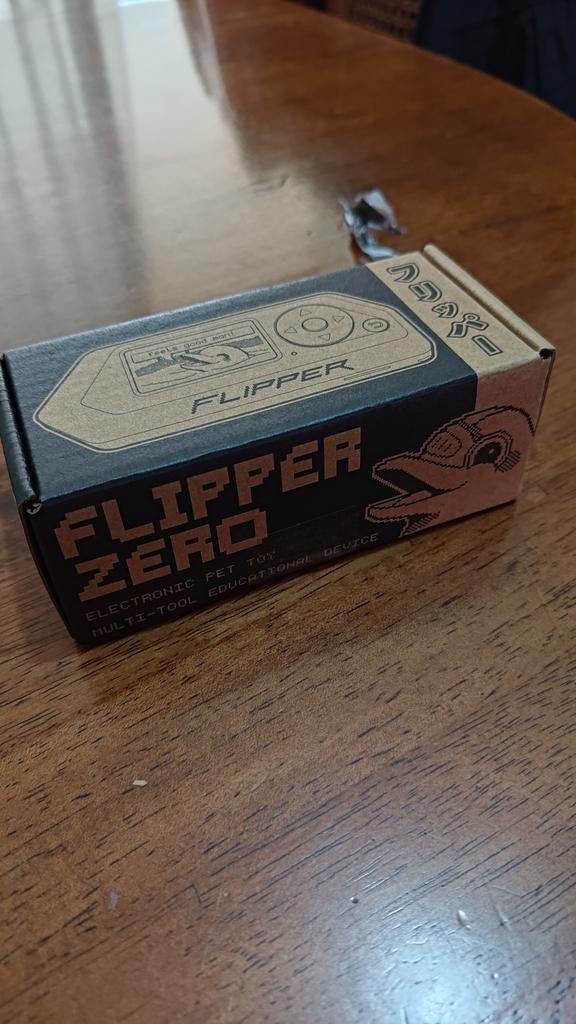 Feels good man!
FLIPPER
フリッパー
FLIPPER
ZERO
ELECTRONIC PET TOY
MULTI-TOOL EDUCATIONAL DEVICE